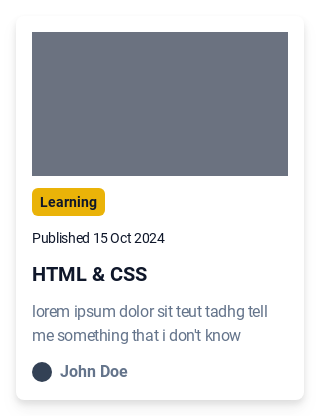 Learning
Published 15 Oct 2024
HTML & CSS
lorem ipsum dolor sit teut tadhg tell
me something that i don't know
John Doe